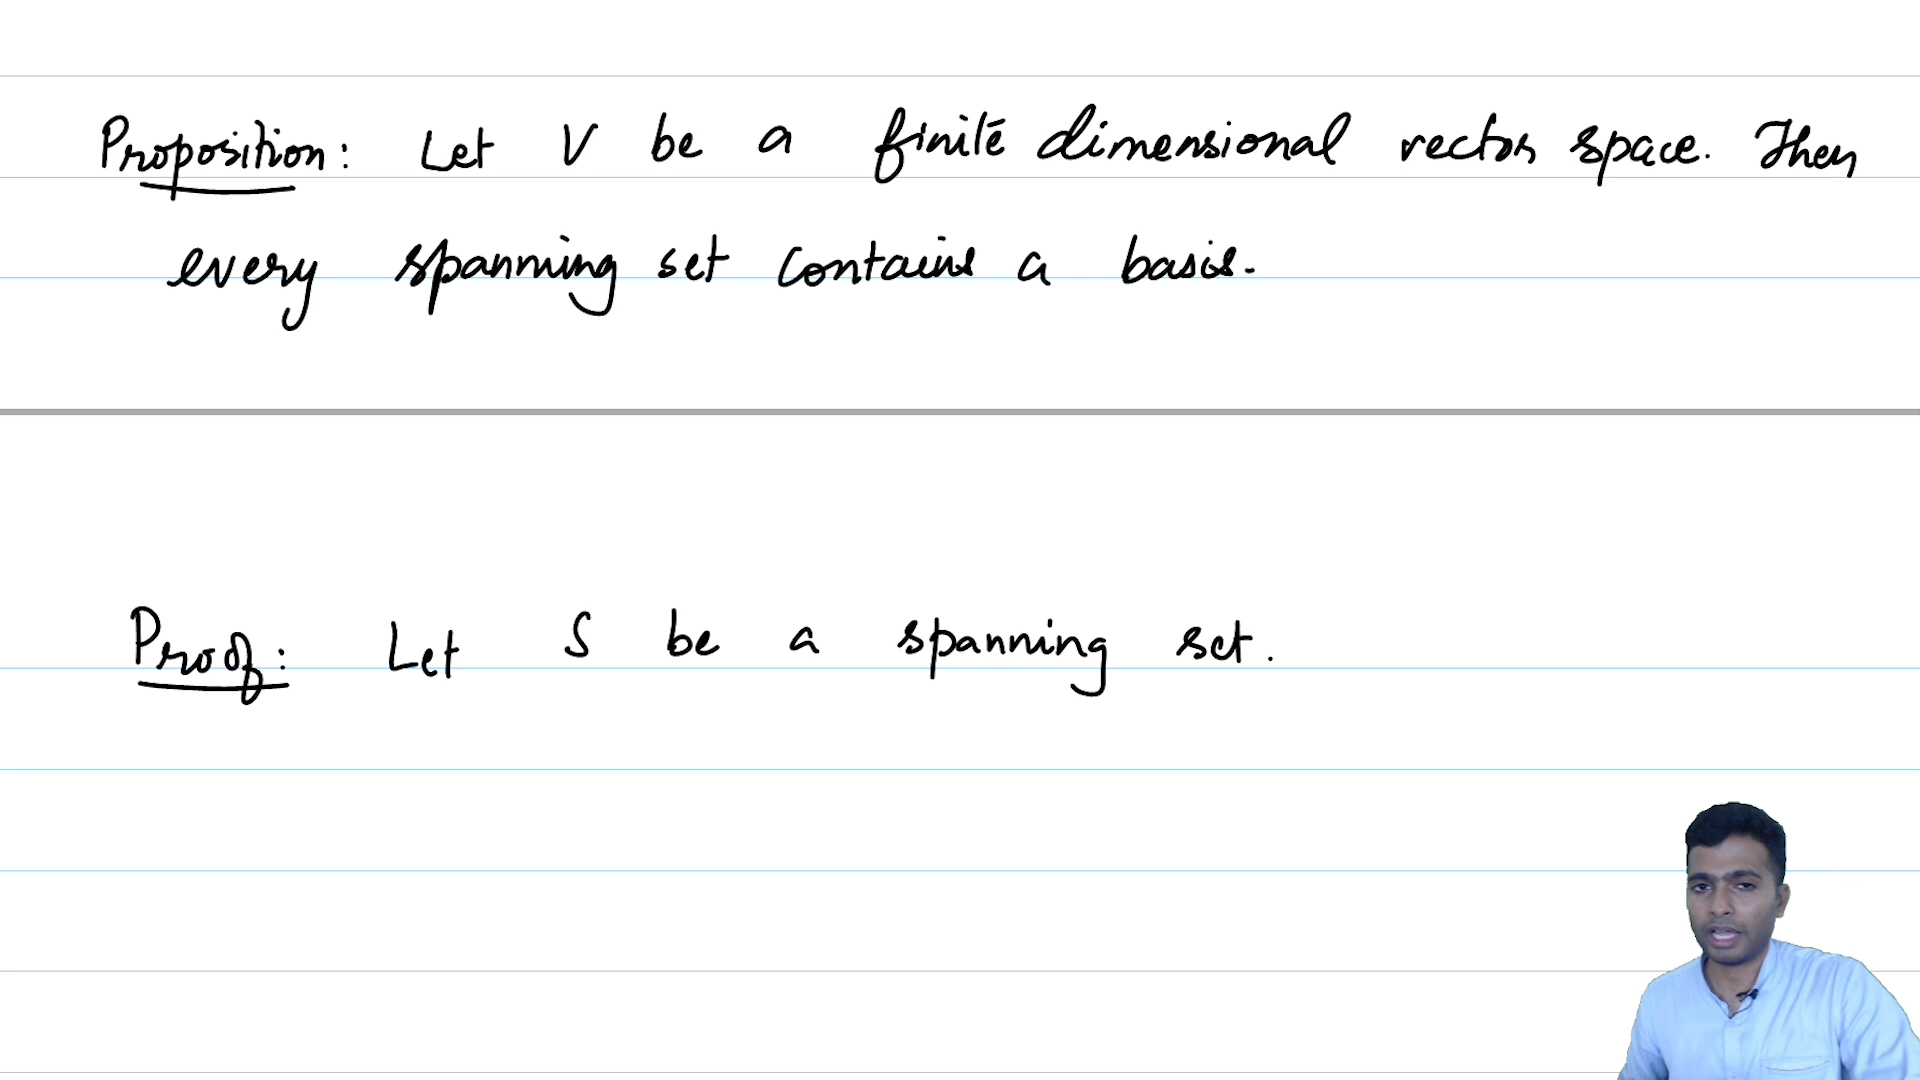 Proposition: Let V be a finite dimensional vector space. Then
every spanning set contains a basis.
Proof: Let S be a spanning set.